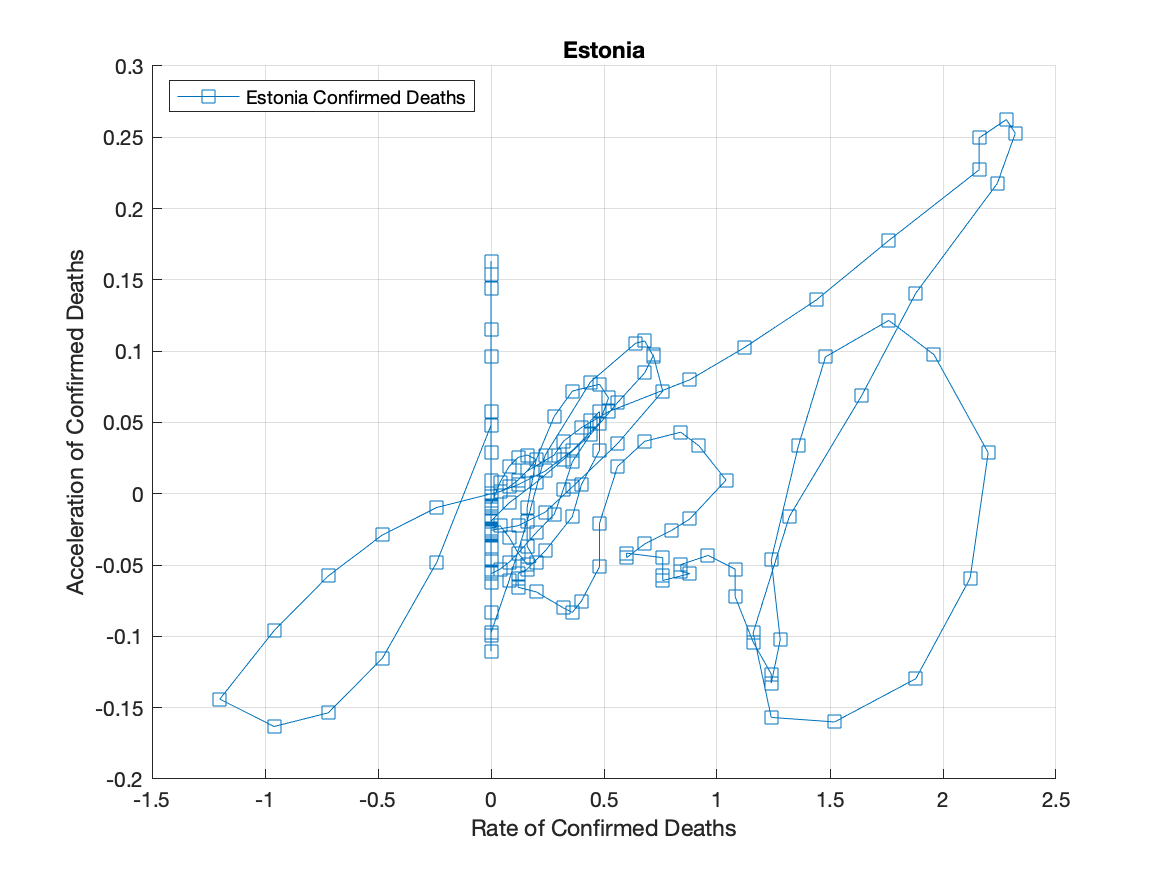 Estonia
Estonia Confirmed Deaths
0.3
0.25
0.2
0.15
0.1
0.05
0
-0.05
-0.1
-0.15
-0.2
Acceleration of Confirmed Deaths
-1.5 -1 -0.5 0 0.5 1 1.5 2 2.5
Rate of Confirmed Deaths